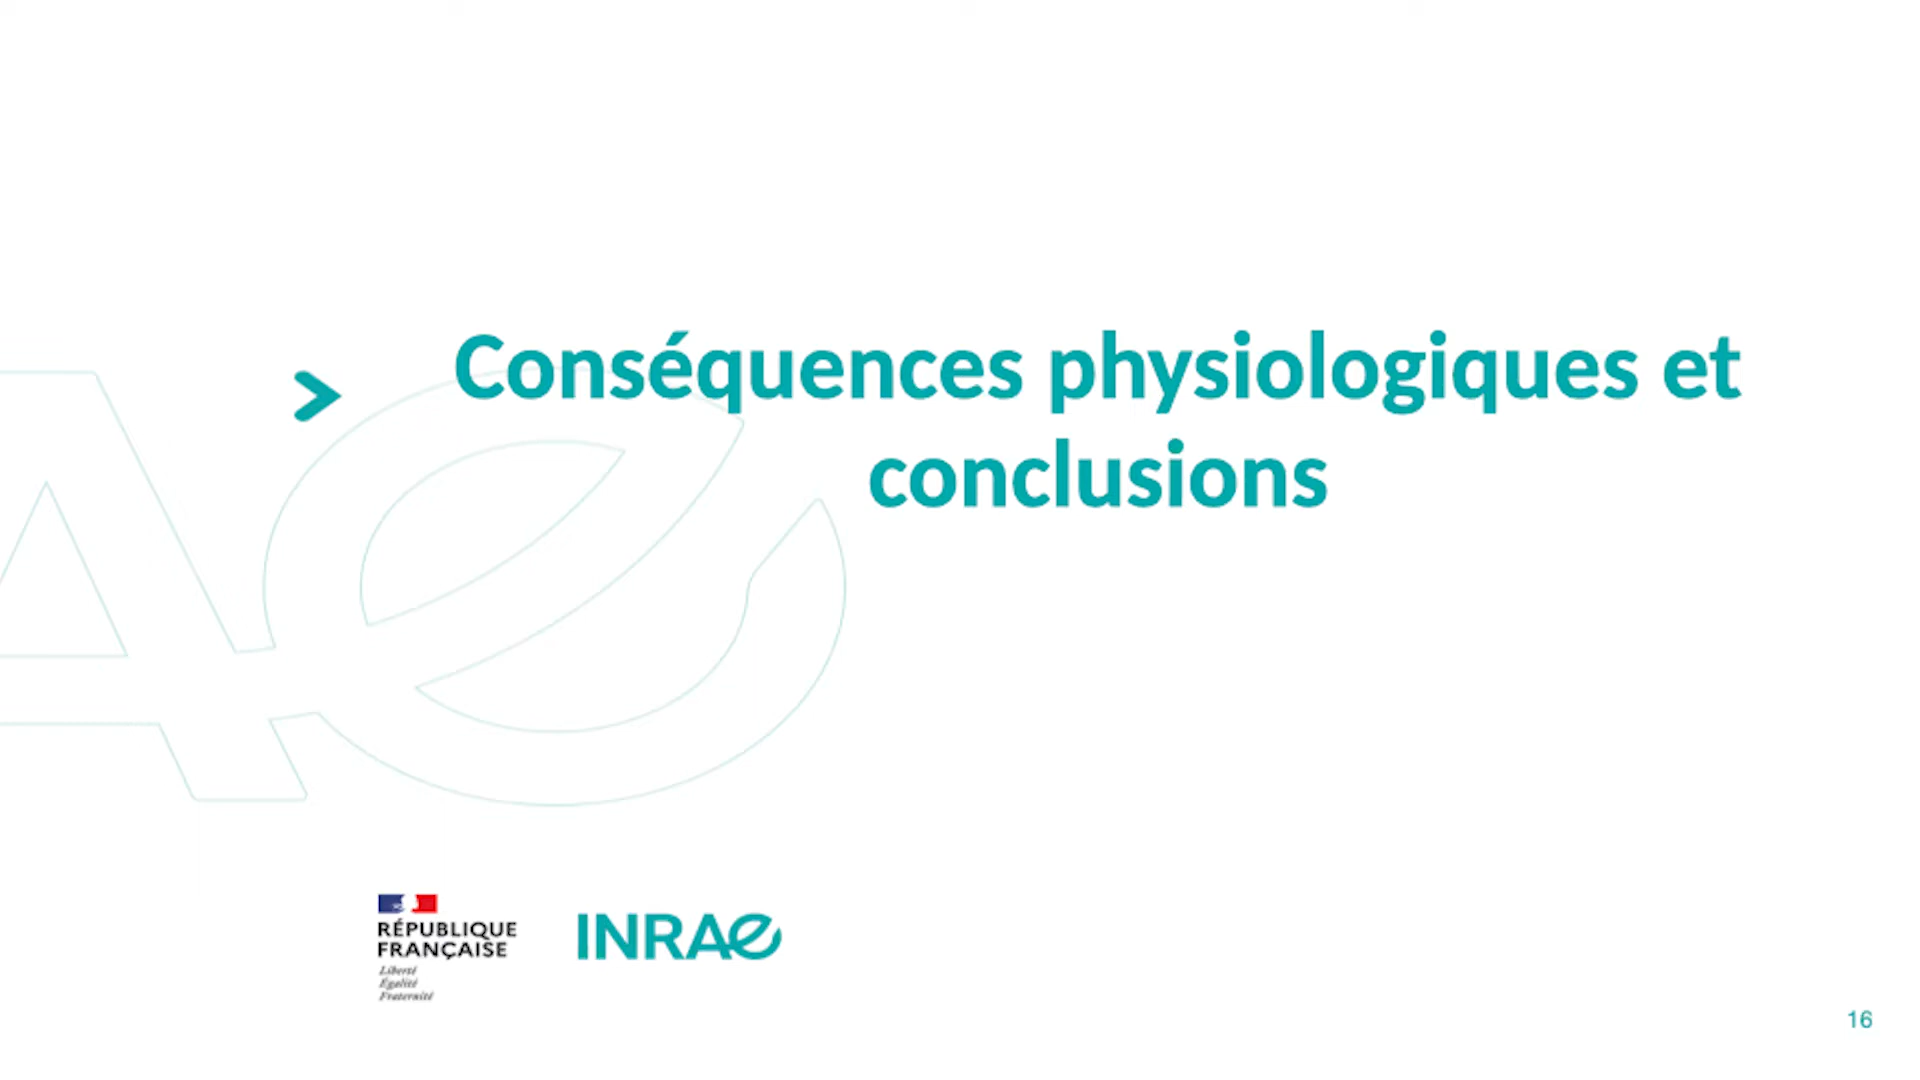 Conséquences physiologiques et
conclusions
RÉPUBLIQUE
FRANÇAISE
Liberté
Égalité
Fraternité
INRAE
16